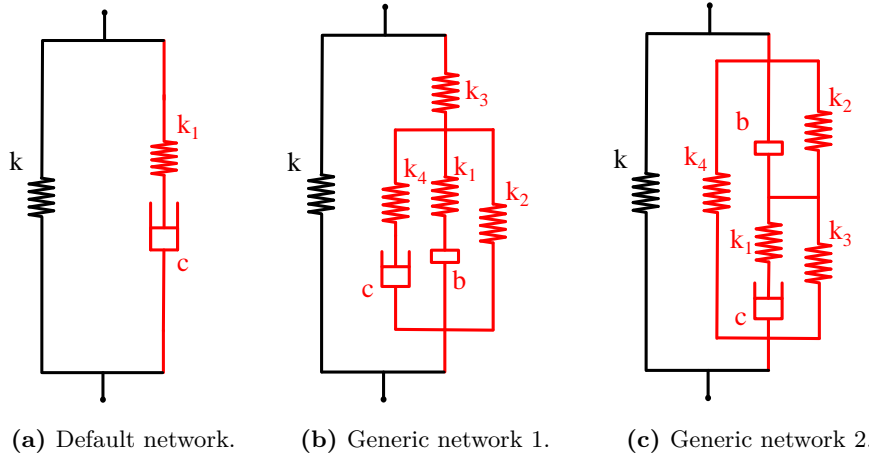 k
k₁
c
(a) Default network.
k
k₃
k₄
k₁
k₂
c
b
(b) Generic network 1.
k
k₄
b
k₂
k₁
k₃
c
(c) Generic network 2.